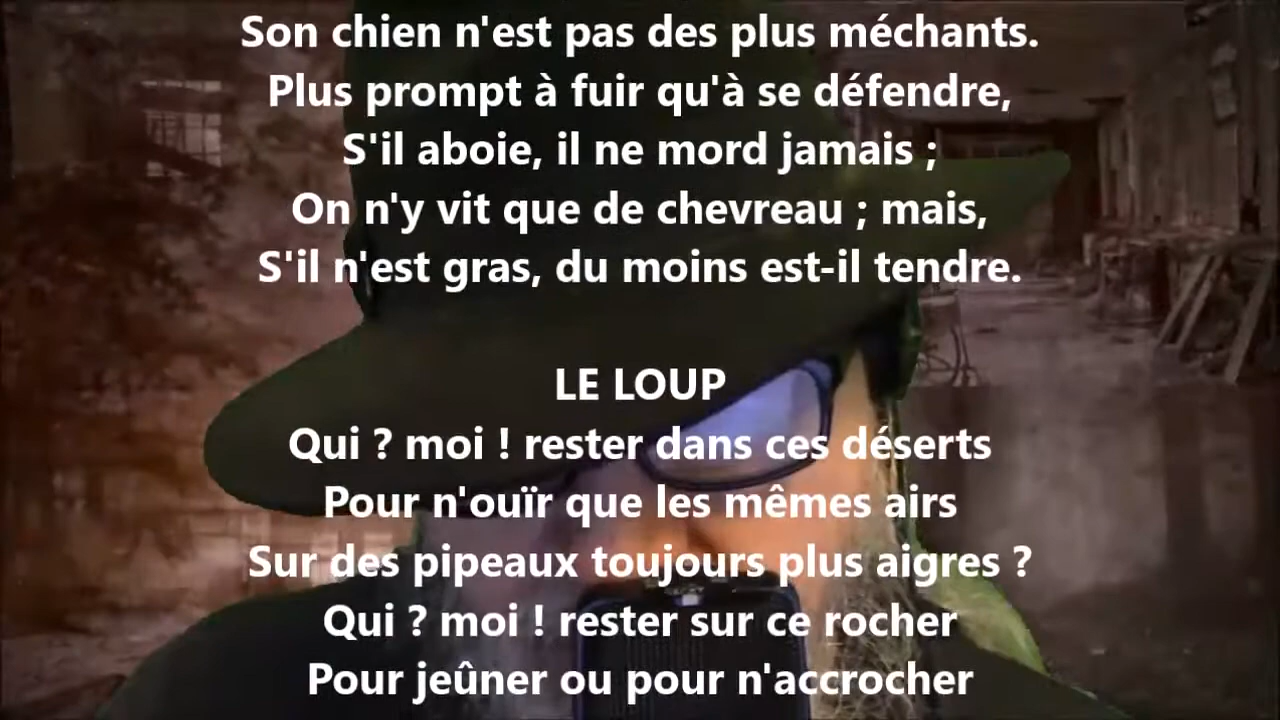 Son chien n'est pas des plus méchants.
Plus prompt à fuir qu'à se défendre,
S'il aboie, il ne mord jamais ;
On n'y vit que de chevreau ; mais,
S'il n'est gras, du moins est-il tendre.
LE LOUP
Qui ? moi ! rester dans ces déserts
Pour n'ouïr que les mêmes airs
Sur des pipeaux toujours plus aigres ?
Qui ? moi ! rester sur ce rocher
Pour jeûner ou pour n'accrocher